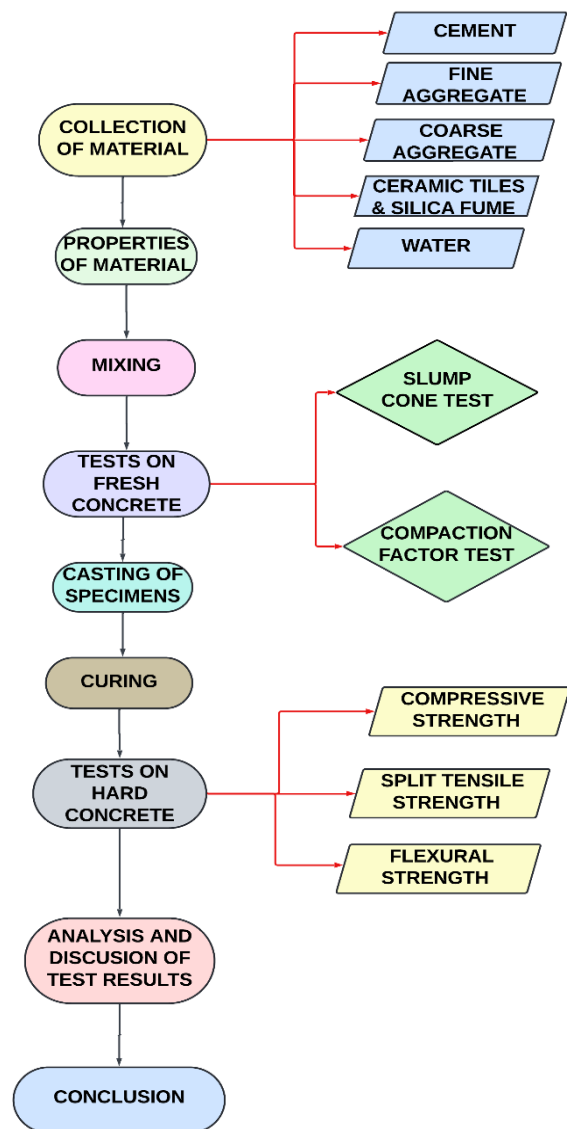 COLLECTION
OF MATERIAL
CEMENT
FINE
AGGREGATE
COARSE
AGGREGATE
CERAMIC TILES
& SILICA FUME
WATER
PROPERTIES
OF MATERIAL
MIXING
TESTS ON
FRESH
CONCRETE
SLUMP
CONE TEST
COMPACTION
FACTOR TEST
CASTING OF
SPECIMENS
CURING
TESTS ON
HARD
CONCRETE
COMPRESSIVE
STRENGTH
SPLIT TENSILE
STRENGTH
FLEXURAL
STRENGTH
ANALYSIS AND
DISCUSION OF
TEST RESULTS
CONCLUSION